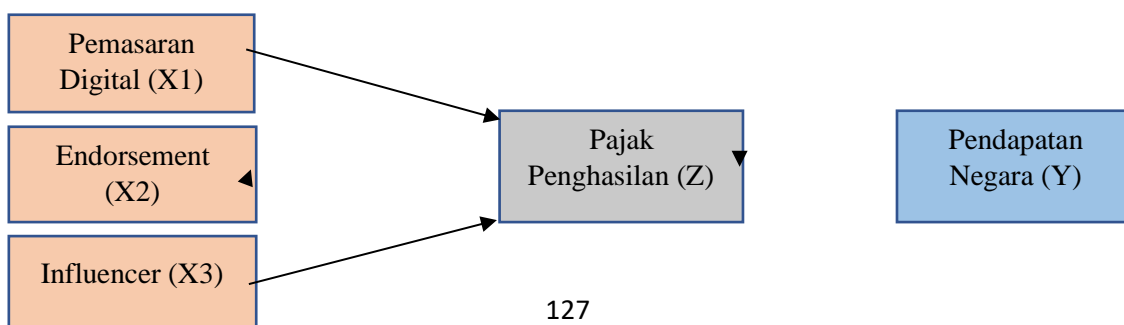 Pemasaran
Digital (X1)
Endorsement
(X2)
Influencer (X3)
Pajak
Penghasilan (Z)
Pendapatan
Negara (Y)
127